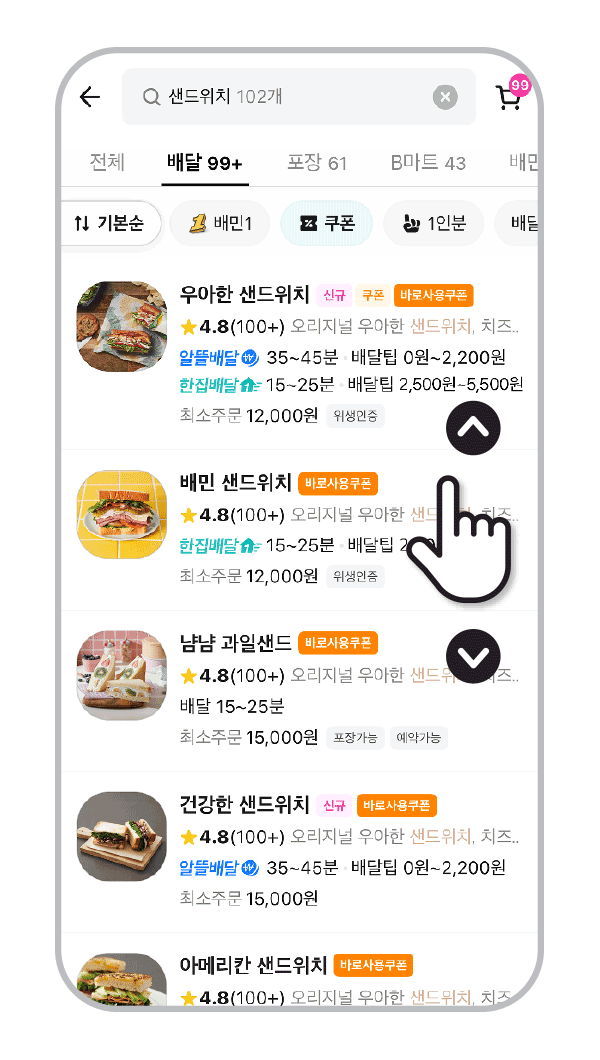 샌드위치 102개
99
전체 배달 99+ 포장 61 B마트 43 배민
기본순 배민1 쿠폰 1인분 배달
우아한 샌드위치 신규 쿠폰 바로사용쿠폰
4.8(100+) 오리지널 우아한 샌드위치, 치즈..
알뜰배달 35~45분 · 배달팁 0원~2,200원
한집배달 15~25분 · 배달팁 2,500원~5,500원
최소주문 12,000원 위생인증
배민 샌드위치 바로사용쿠폰
4.8(100+) 오리지널 우아한 샌드위치, 치즈..
한집배달 15~25분 · 배달팁
최소주문 12,000원 위생인증
냠냠 과일샌드 바로사용쿠폰
4.8(100+) 오리지널 우아한 샌드위치, 치즈..
배달 15~25분
최소주문 15,000원 포장가능 예약가능
건강한 샌드위치 신규 바로사용쿠폰
4.8(100+) 오리지널 우아한 샌드위치, 치즈..
알뜰배달 35~45분 · 배달팁 0원~2,200원
최소주문 15,000원
아메리칸 샌드위치 바로사용쿠폰
4.8(100+) 오리지널 우아한 샌드위치, 치즈..